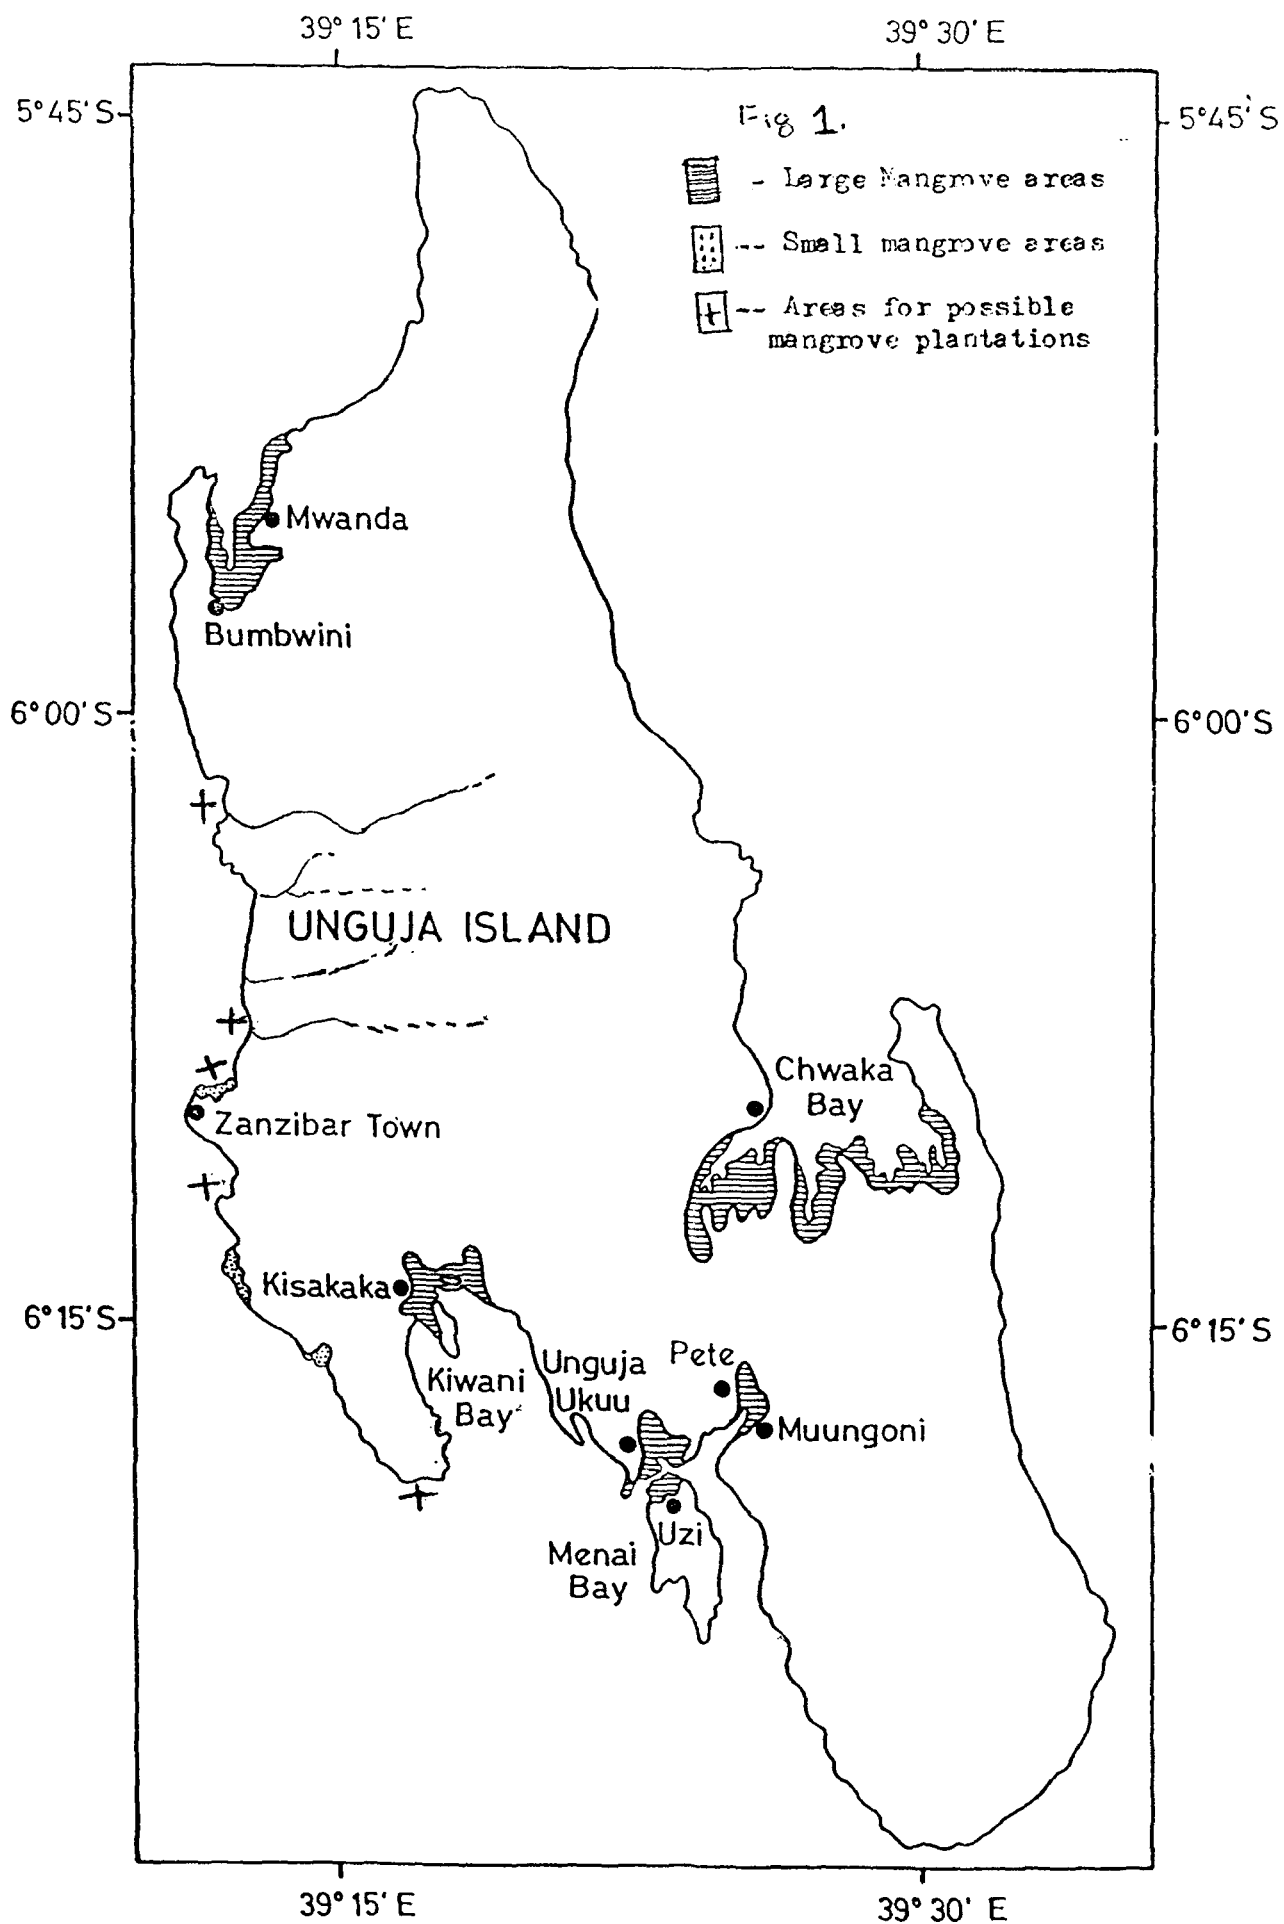 39° 15' E
39° 30' E
5°45' S
5°45' S
Fig 1.
- Large Mangrove areas
-- Small mangrove areas
+ -- Areas for possible
mangrove plantations
Mwanda
Bumbwini
6°00' S
6°00' S
UNGUJA ISLAND
Chwaka
Bay
Zanzibar Town
Kisakaka
6°15' S
6°15' S
Kiwani
Bay
Unguja
Ukuu
Pete
Muungoni
Uzi
Menai
Bay
39° 15' E
39° 30' E